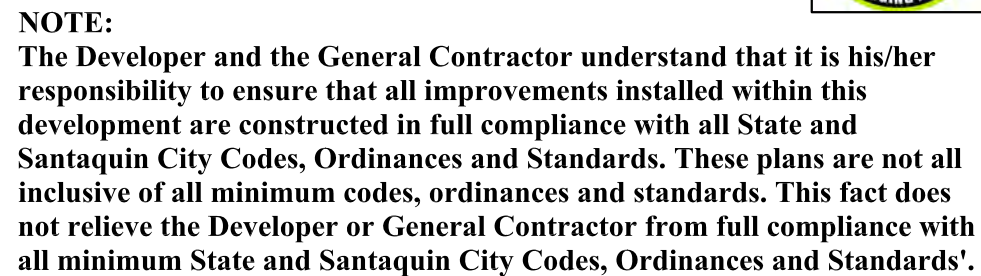 NOTE:
The Developer and the General Contractor understand that it is his/her
responsibility to ensure that all improvements installed within this
development are constructed in full compliance with all State and
Santaquin City Codes, Ordinances and Standards. These plans are not all
inclusive of all minimum codes, ordinances and standards. This fact does
not relieve the Developer or General Contractor from full compliance with
all minimum State and Santaquin City Codes, Ordinances and Standards'.